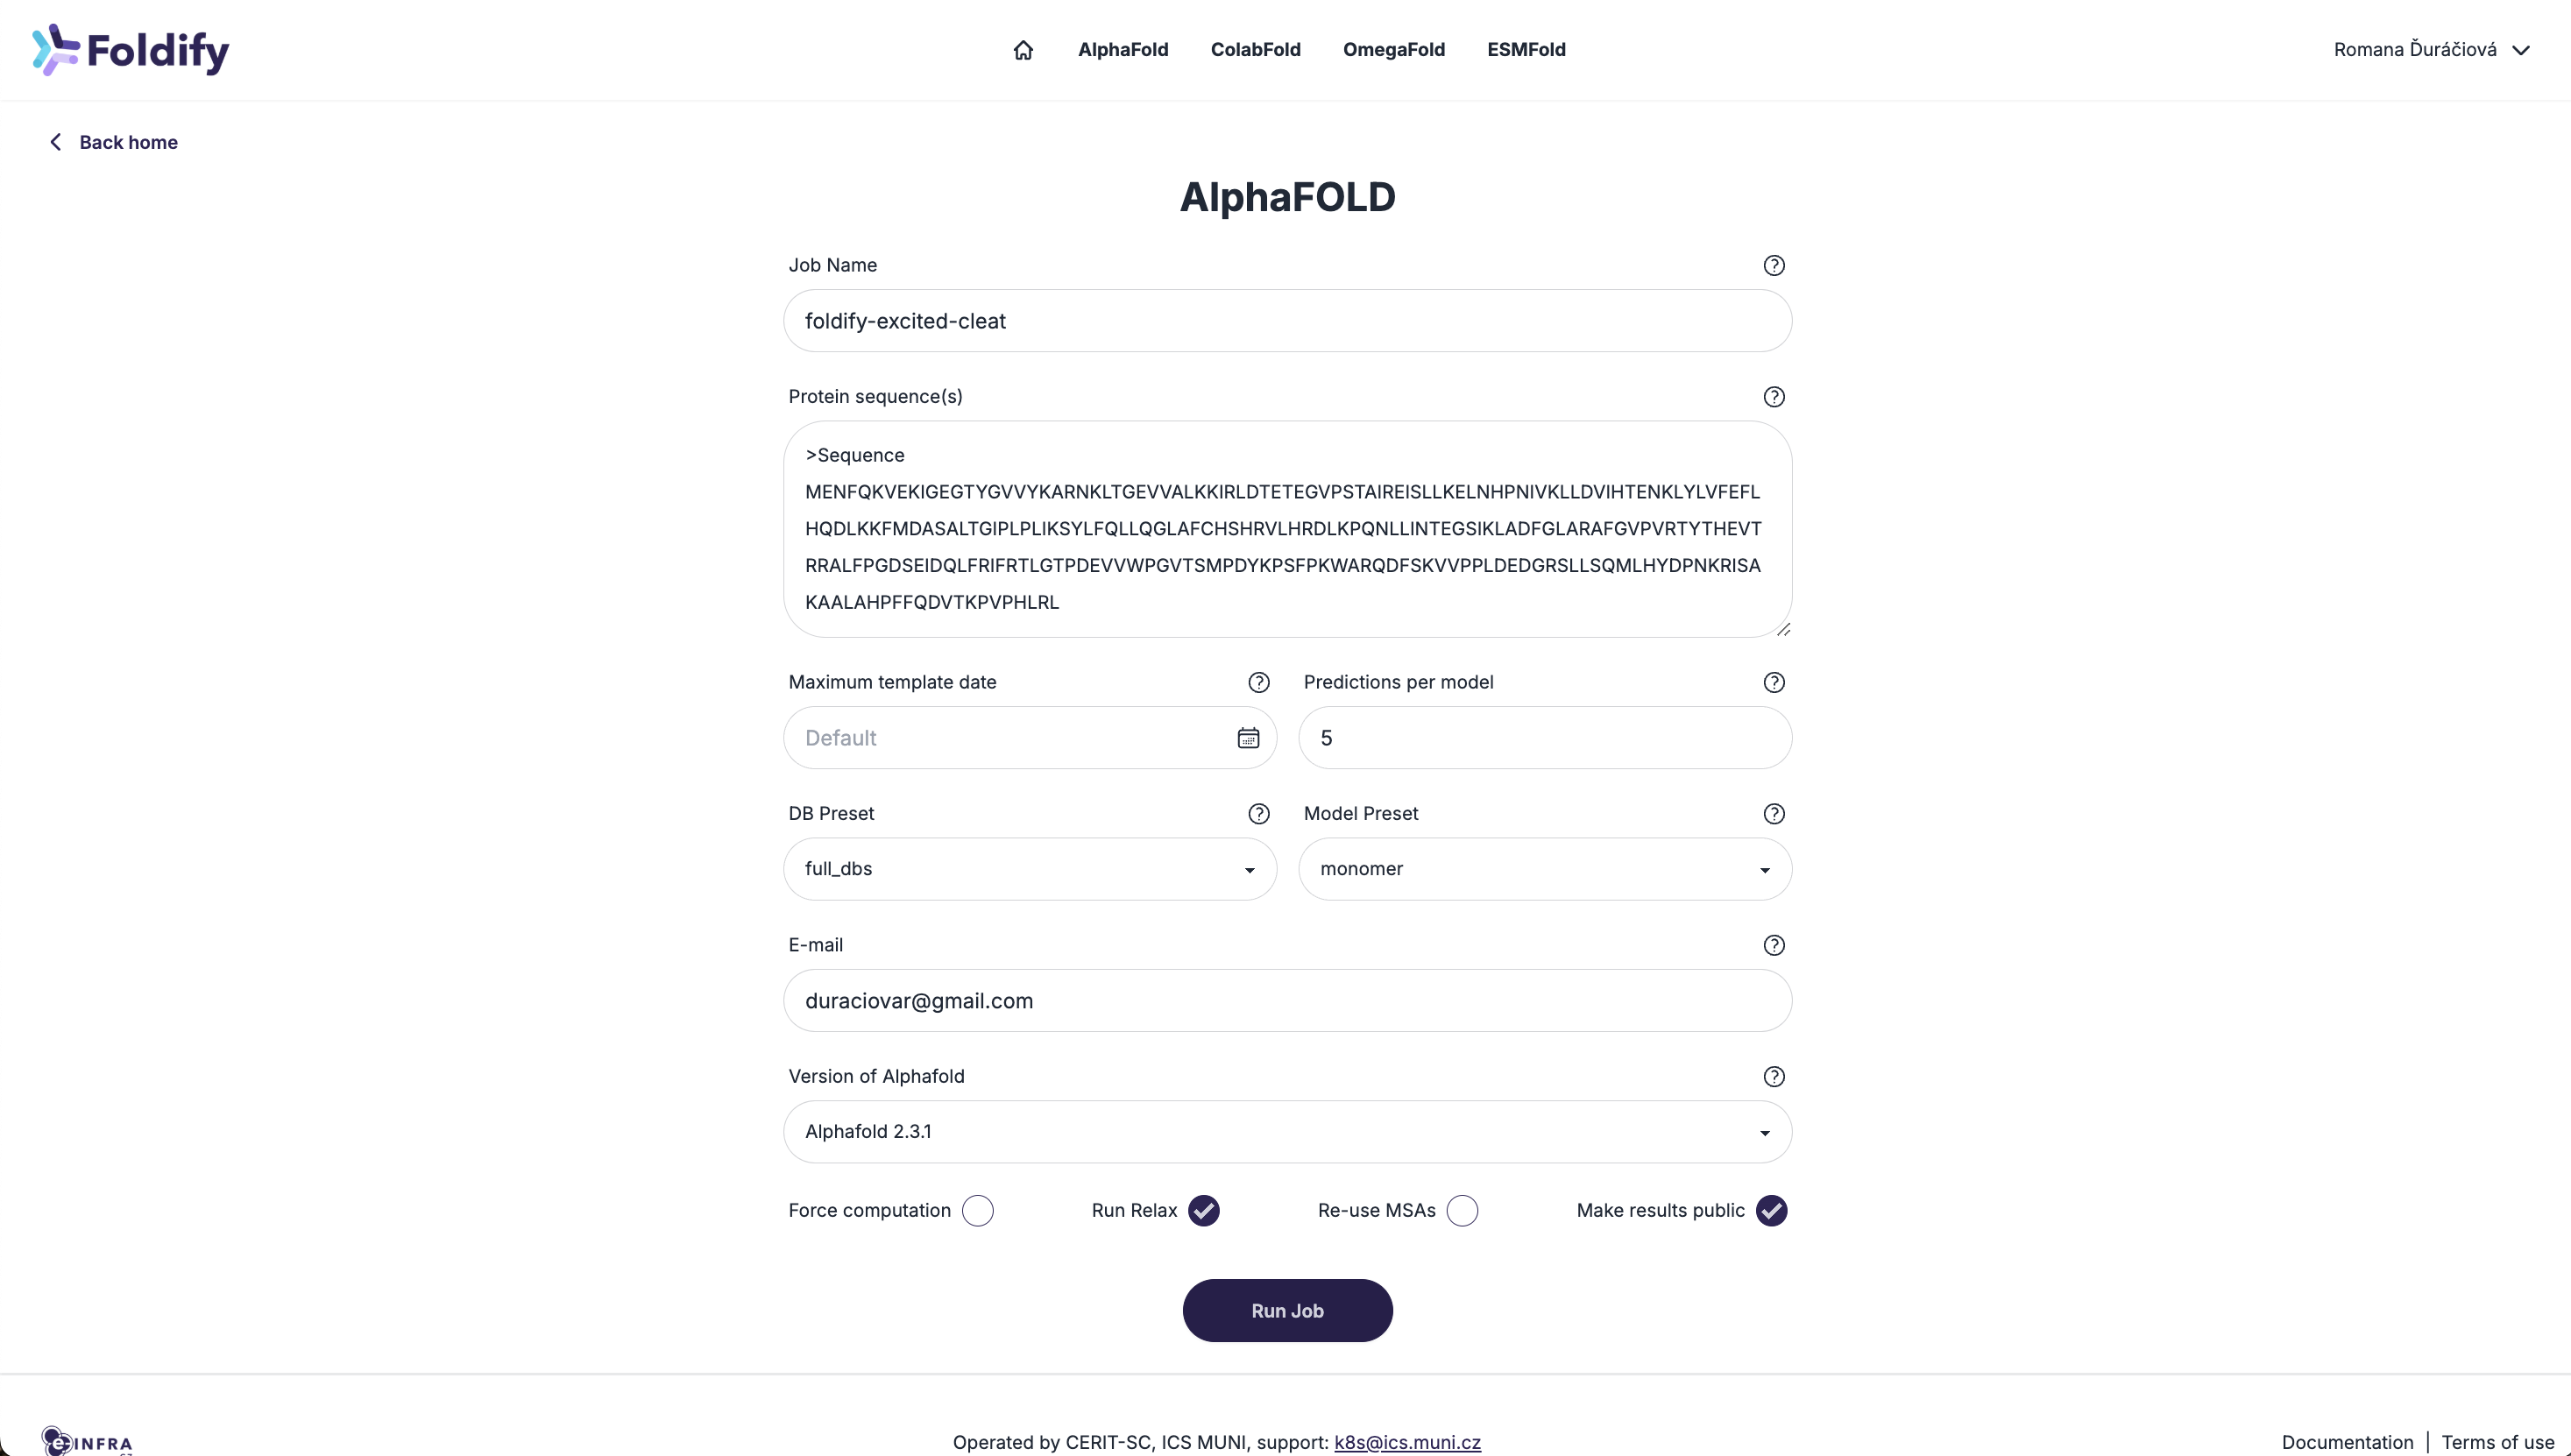 Foldify
AlphaFold
ColabFold
OmegaFold
ESMFold
Romana Ďuráčiová
Back home
AlphaFOLD
Job Name
foldify-excited-cleat
Protein sequence(s)
>Sequence
MENFQKVEKIGEGTYGVVYKARNKLTGEVVALKKIRLDTETEGVPSTAIREISLLKELNHPNIVKLLDVIHTENKLYLVFEFL
HQDLKKFMDASALTGIPLPLIKSYLFQLLQGLAFCHSHRVLHRDLKPQNLLINTEGSIKLADFGLARAFGVPVRTYTHEVT
RRALFPGDSEIDQLFRIFRTLGTPDEVVWPGVTSMPDYKPSFPKWARQDFSKVVPPLDEDGRSLLSQMLHYDPNKRISA
KAALAHPFFQDVTKPVPHLRL
Maximum template date
Predictions per model
Default
5
DB Preset
Model Preset
full_dbs
monomer
E-mail
duraciovar@gmail.com
Version of Alphafold
Alphafold 2.3.1
Force computation
Run Relax
Re-use MSAs
Make results public
Run Job
e INFRA
Operated by CERIT-SC, ICS MUNI, support: k8s@ics.muni.cz
Documentation | Terms of use